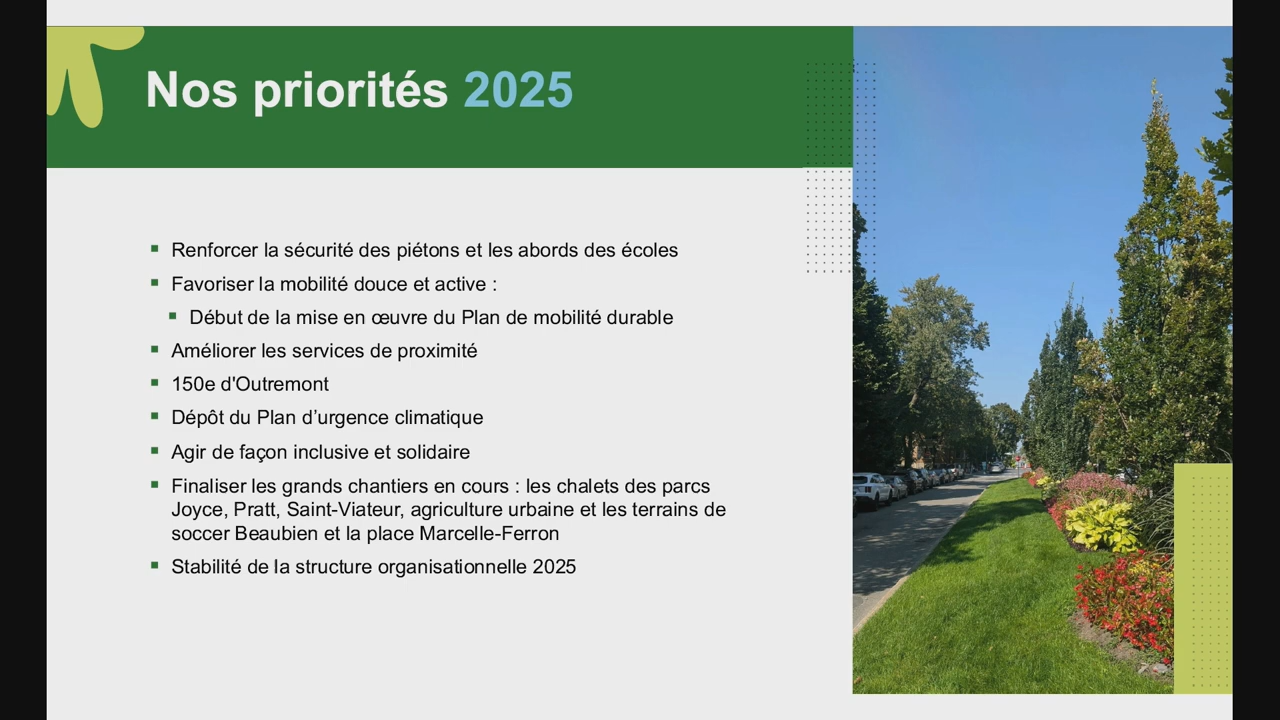 Nos priorités 2025
Renforcer la sécurité des piétons et les abords des écoles
Favoriser la mobilité douce et active :
Début de la mise en œuvre du Plan de mobilité durable
Améliorer les services de proximité
150e d'Outremont
Dépôt du Plan d’urgence climatique
Agir de façon inclusive et solidaire
Finaliser les grands chantiers en cours : les chalets des parcs
Joyce, Pratt, Saint-Viateur, agriculture urbaine et les terrains de
soccer Beaubien et la place Marcelle-Ferron
Stabilité de la structure organisationnelle 2025